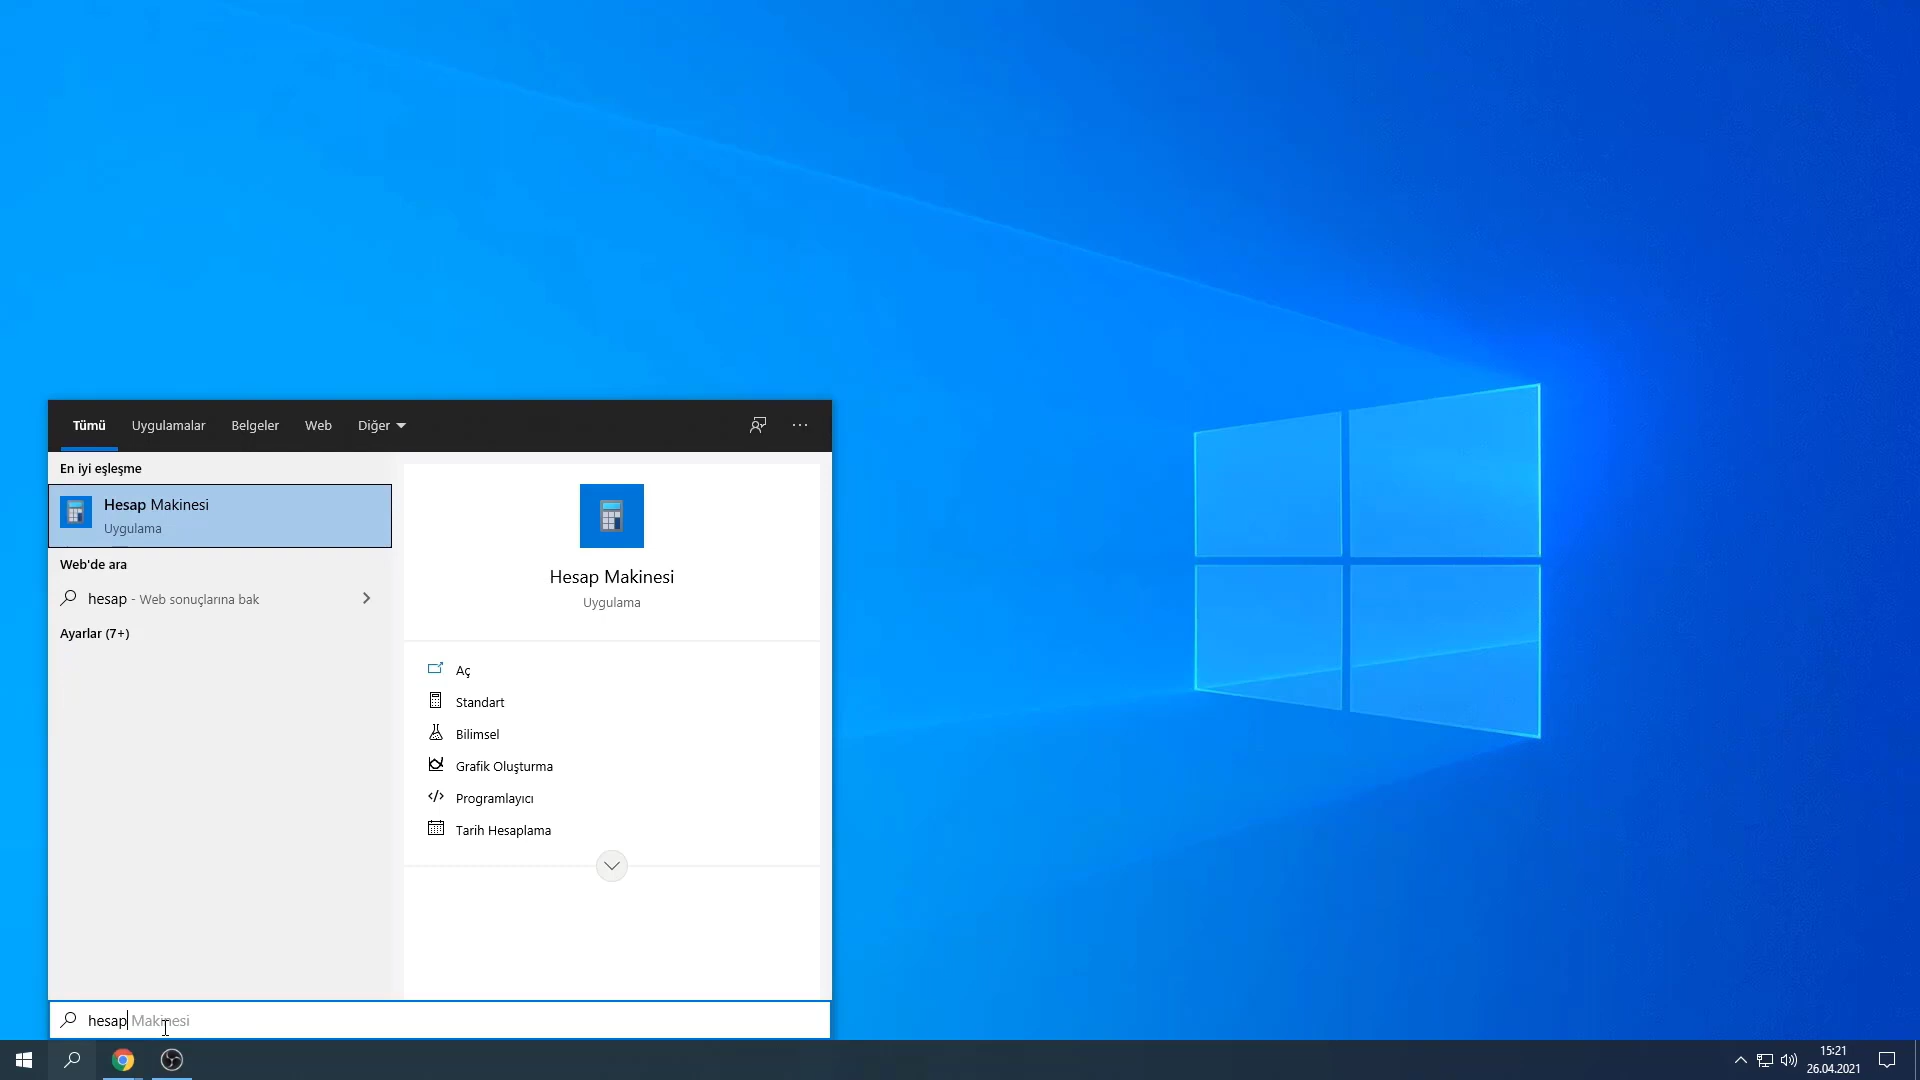 Tümü Uygulamalar Belgeler Web Diğer
En iyi eşleşme
Hesap Makinesi
Uygulama
Web'de ara
hesap - Web sonuçlarına bak
Ayarlar (7+)
Hesap Makinesi
Uygulama
Aç
Standart
Bilimsel
Grafik Oluşturma
Programlayıcı
Tarih Hesaplama
hesap Makinesi
15:21
26.04.2021